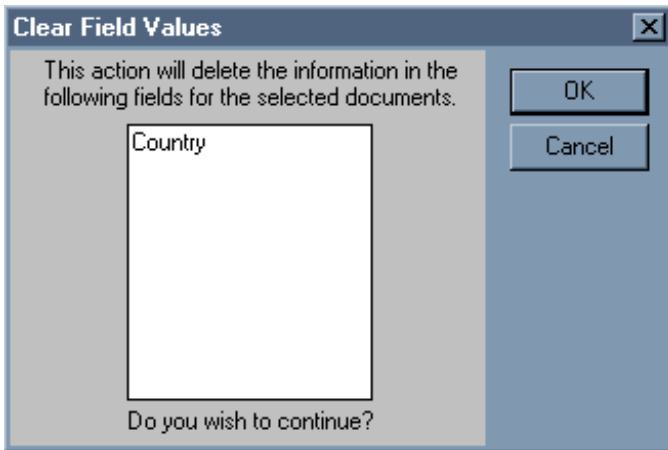 Clear Field Values
This action will delete the information in the
following fields for the selected documents.
Country
Do you wish to continue?
OK
Cancel